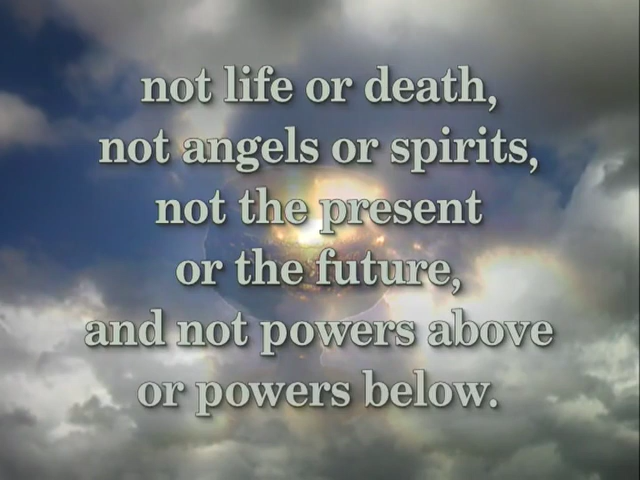 not life or death,
not angels or spirits,
not the present
or the future,
and not powers above
or powers below.